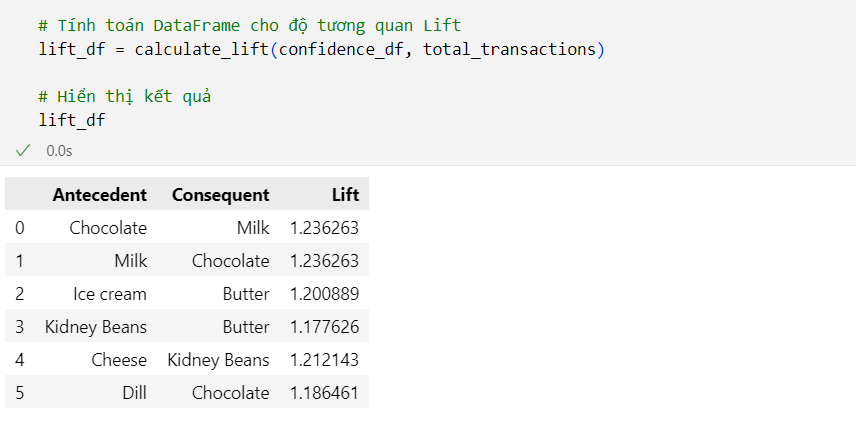 # Tính toán DataFrame cho độ tương quan Lift
lift_df = calculate_lift(confidence_df, total_transactions)
# Hiển thị kết quả
lift_df
0.0s
Antecedent Consequent Lift
0 Chocolate Milk 1.236263
1 Milk Chocolate 1.236263
2 Ice cream Butter 1.200889
3 Kidney Beans Butter 1.177626
4 Cheese Kidney Beans 1.212143
5 Dill Chocolate 1.186461